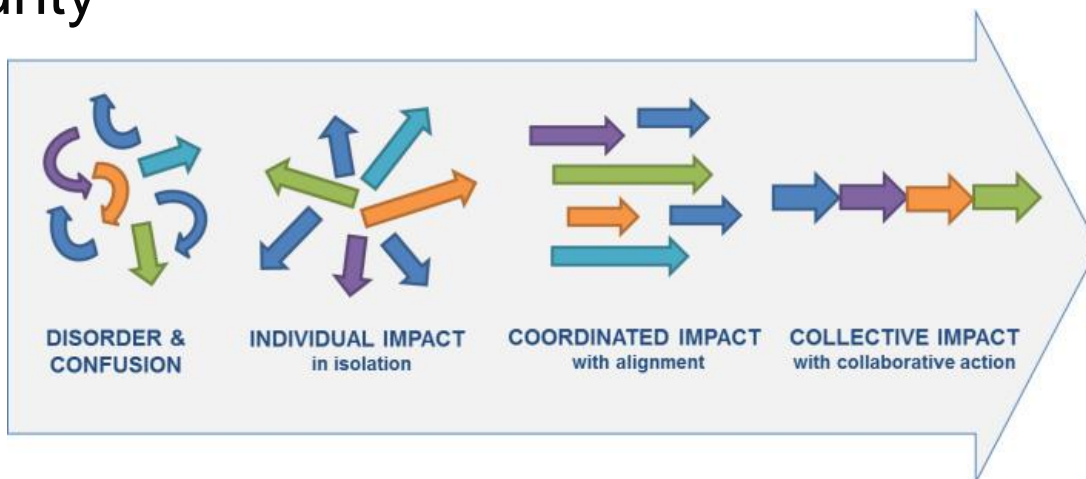 DISORDER &
CONFUSION
INDIVIDUAL IMPACT
in isolation
COORDINATED IMPACT
with alignment
COLLECTIVE IMPACT
with collaborative action